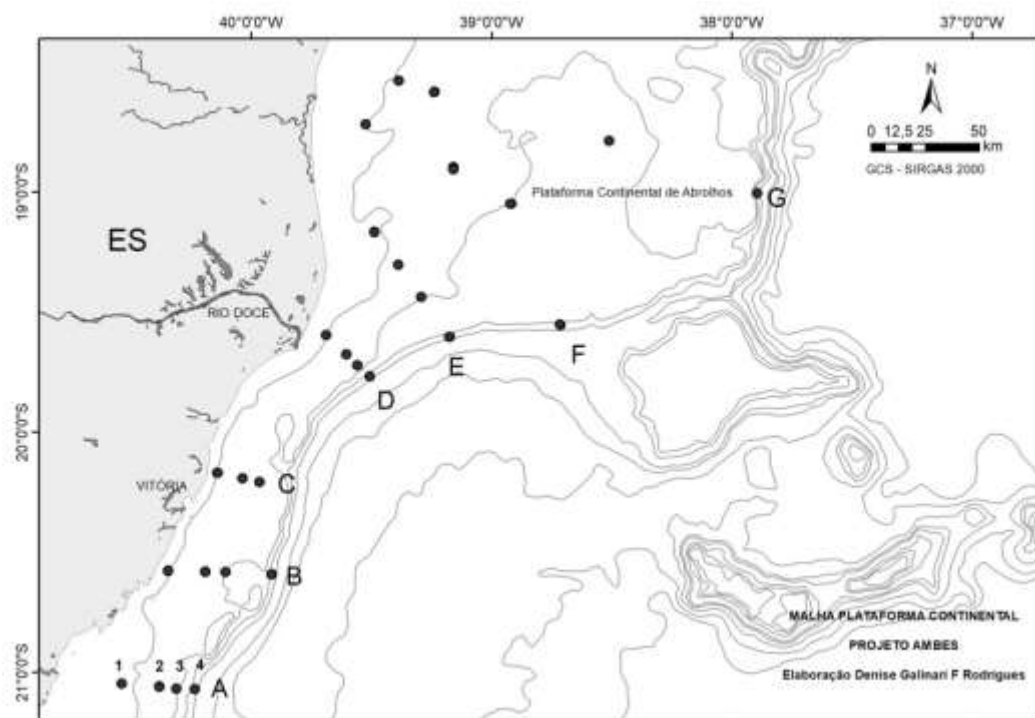 40°0'0"W 39°0'0"W 38°0'0"W 37°0'0"W
N
0 12,5 25 50
km
GCS - SIRGAS 2000
19°0'0"S
Plataforma Continental de Abrolhos
G
ES
RIO DOCE
F
E
D
20°0'0"S
C
VITÓRIA
B
MALHA PLATAFORMA CONTINENTAL
PROJETO AMBES
Elaboração Denise Galinari F Rodrigues
21°0'0"S
1 2 3 4
A